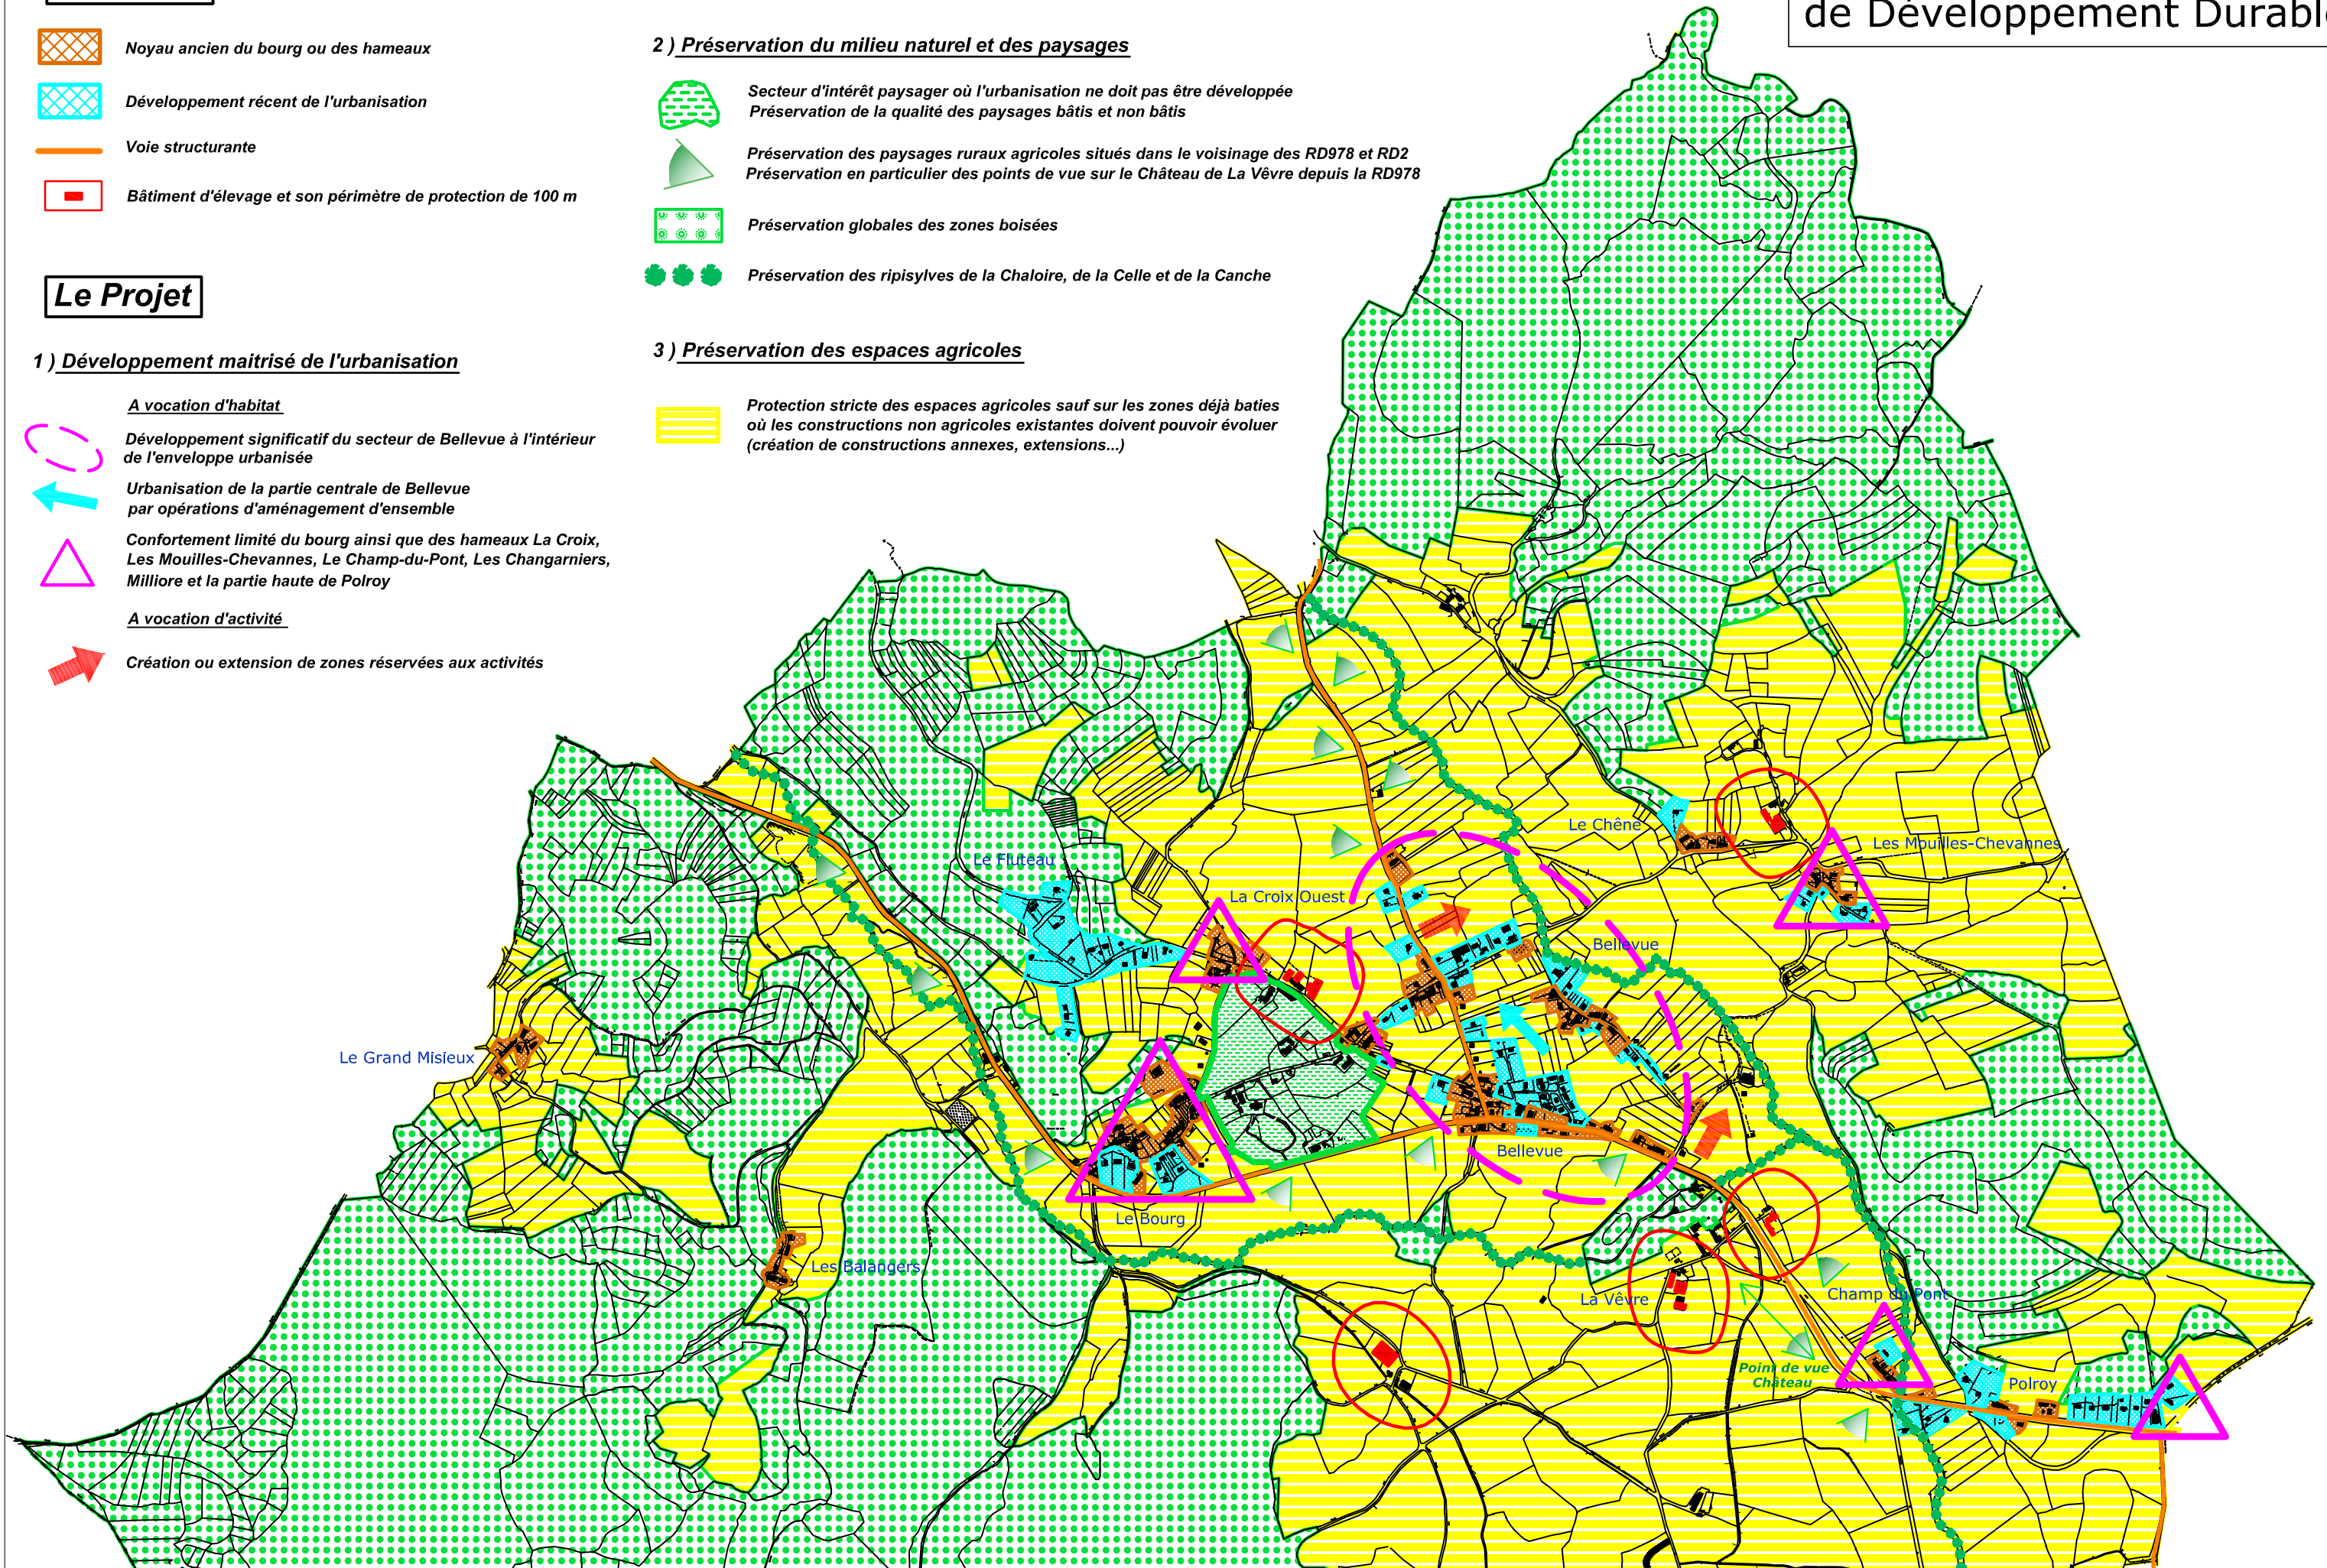 de Développement Durable
Noyau ancien du bourg ou des hameaux
Développement récent de l'urbanisation
Voie structurante
Bâtiment d'élevage et son périmètre de protection de 100 m
Le Projet
1 ) Développement maitrisé de l'urbanisation
A vocation d'habitat
Développement significatif du secteur de Bellevue à l'intérieur
de l'enveloppe urbanisée
Urbanisation de la partie centrale de Bellevue
par opérations d'aménagement d'ensemble
Confortement limité du bourg ainsi que des hameaux La Croix,
Les Mouilles-Chevannes, Le Champ-du-Pont, Les Changarniers,
Milliore et la partie haute de Polroy
A vocation d'activité
Création ou extension de zones réservées aux activités
2 ) Préservation du milieu naturel et des paysages
Secteur d'intérêt paysager où l'urbanisation ne doit pas être développée
Préservation de la qualité des paysages bâtis et non bâtis
Préservation des paysages ruraux agricoles situés dans le voisinage des RD978 et RD2
Préservation en particulier des points de vue sur le Château de La Vêvre depuis la RD978
Préservation globales des zones boisées
Préservation des ripisylves de la Chaloire, de la Celle et de la Canche
3 ) Préservation des espaces agricoles
Protection stricte des espaces agricoles sauf sur les zones déjà baties
où les constructions non agricoles existantes doivent pouvoir évoluer
(création de constructions annexes, extensions...)
Le Chêne
Les Mouilles-Chevannes
Le Fluteau
La Croix Ouest
Bellevue
Le Grand Misieux
Bellevue
Le Bourg
Les Balangers
La Vêvre
Champ du Pont
Point de vue
Château
Polroy